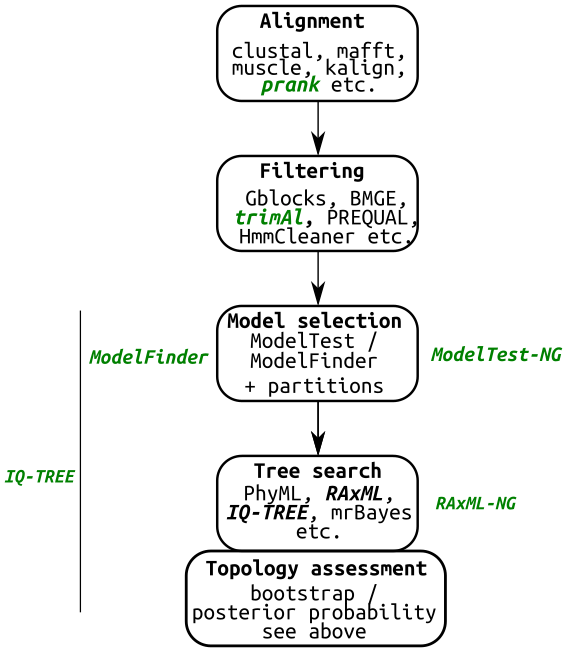 Alignment
clustal, mafft,
muscle, kalign,
prank etc.
Filtering
Gblocks, BMGE,
trimAl, PREQUAL,
HmmCleaner etc.
Model selection
ModelTest /
ModelFinder
+ partitions
ModelFinder
ModelTest-NG
IQ-TREE
Tree search
PhyML, RAxML,
IQ-TREE, mrBayes
etc.
RAxML-NG
Topology assessment
bootstrap /
posterior probability
see above